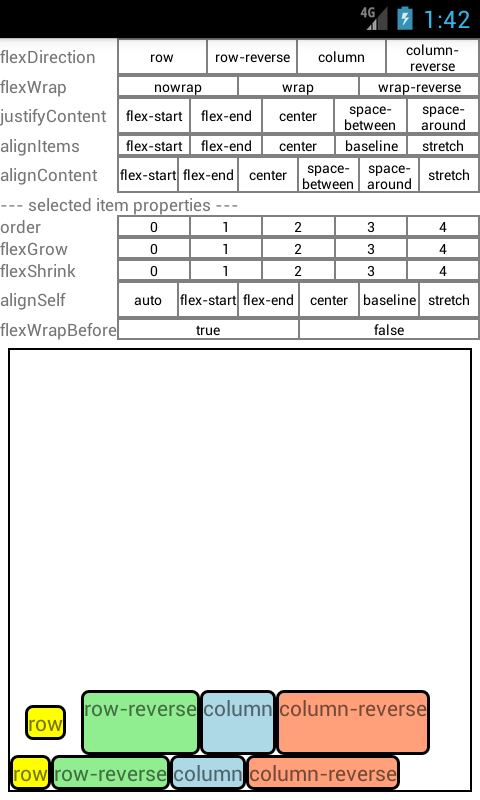 4G 1:42
flexDirection row row-reverse column column-reverse
flexWrap nowrap wrap wrap-reverse
justifyContent flex-start flex-end center space-between space-around
alignItems flex-start flex-end center baseline stretch
alignContent flex-start flex-end center space-between space-around stretch
--- selected item properties ---
order 0 1 2 3 4
flexGrow 0 1 2 3 4
flexShrink 0 1 2 3 4
alignSelf auto flex-start flex-end center baseline stretch
flexWrapBefore true false
row row-reverse column column-reverse
row row-reverse column column-reverse